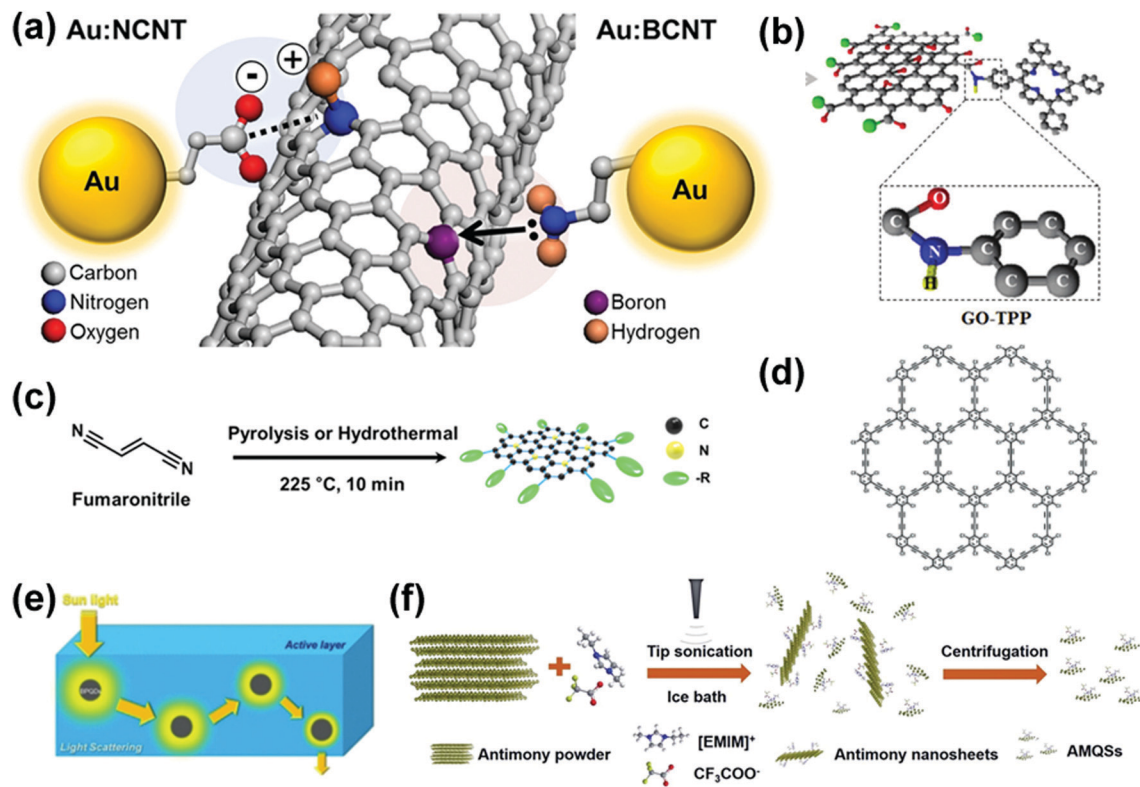 (a) Au:NCNT
Au:BCNT
- +
Au
Au
Carbon
Nitrogen
Oxygen
Boron
Hydrogen
(b)
O
C
N
H
C
C
C
C
C
C
GO-TPP
(c)
N
N
Fumaronitrile
Pyrolysis or Hydrothermal
225 °C, 10 min
C
N
-R
(d)
(e)
Sun light
Active layer
BPQDs
Light Scattering
(f)
Tip sonication
Ice bath
Centrifugation
Antimony powder
[EMIM]+
CF3COO-
Antimony nanosheets
AMQSs